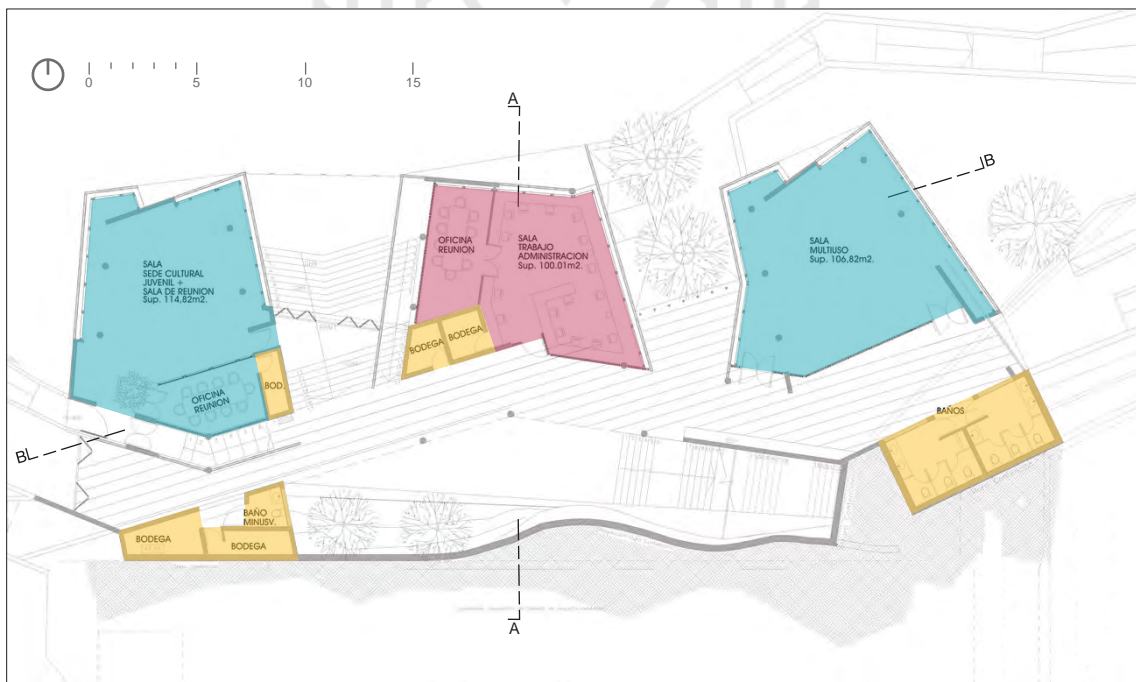 0 5 10 15
A
B
OFICINA
REUNION
SALA
TRABAJO
ADMINISTRACION
Sup. 100.01m2.
SALA
MULTIUSO
Sup. 106,82m2.
SALA
SEDE CULTURAL
JUVENIL +
SALA DE REUNION
Sup. 114,82m2.
BODEGA
BODEGA
BOD.
OFICINA
REUNION
BAÑOS
B
BAÑO
MINUSV.
BODEGA
BODEGA
A